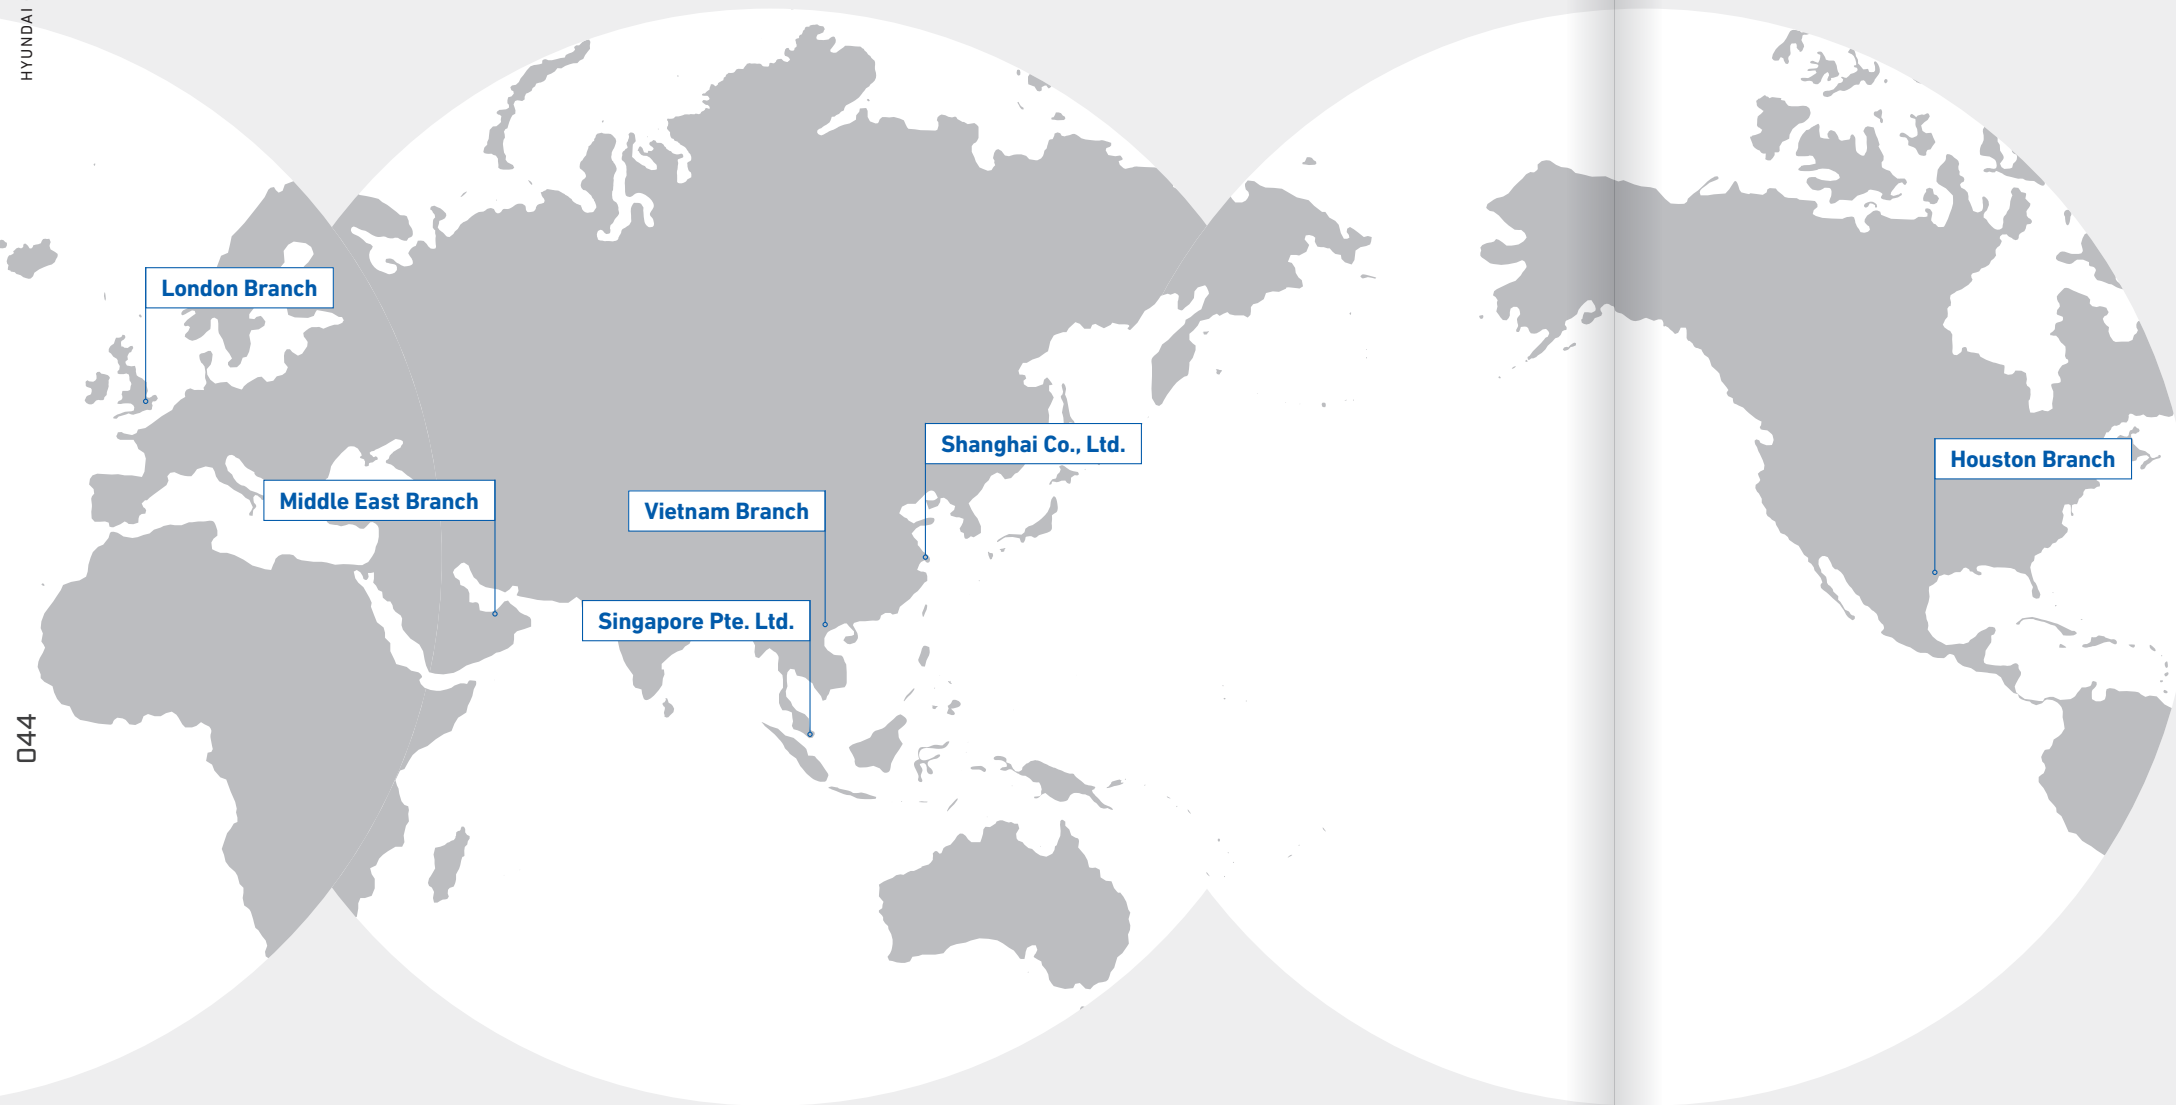 HYUNDAI
London Branch
Shanghai Co., Ltd.
Houston Branch
Middle East Branch
Vietnam Branch
Singapore Pte. Ltd.
044